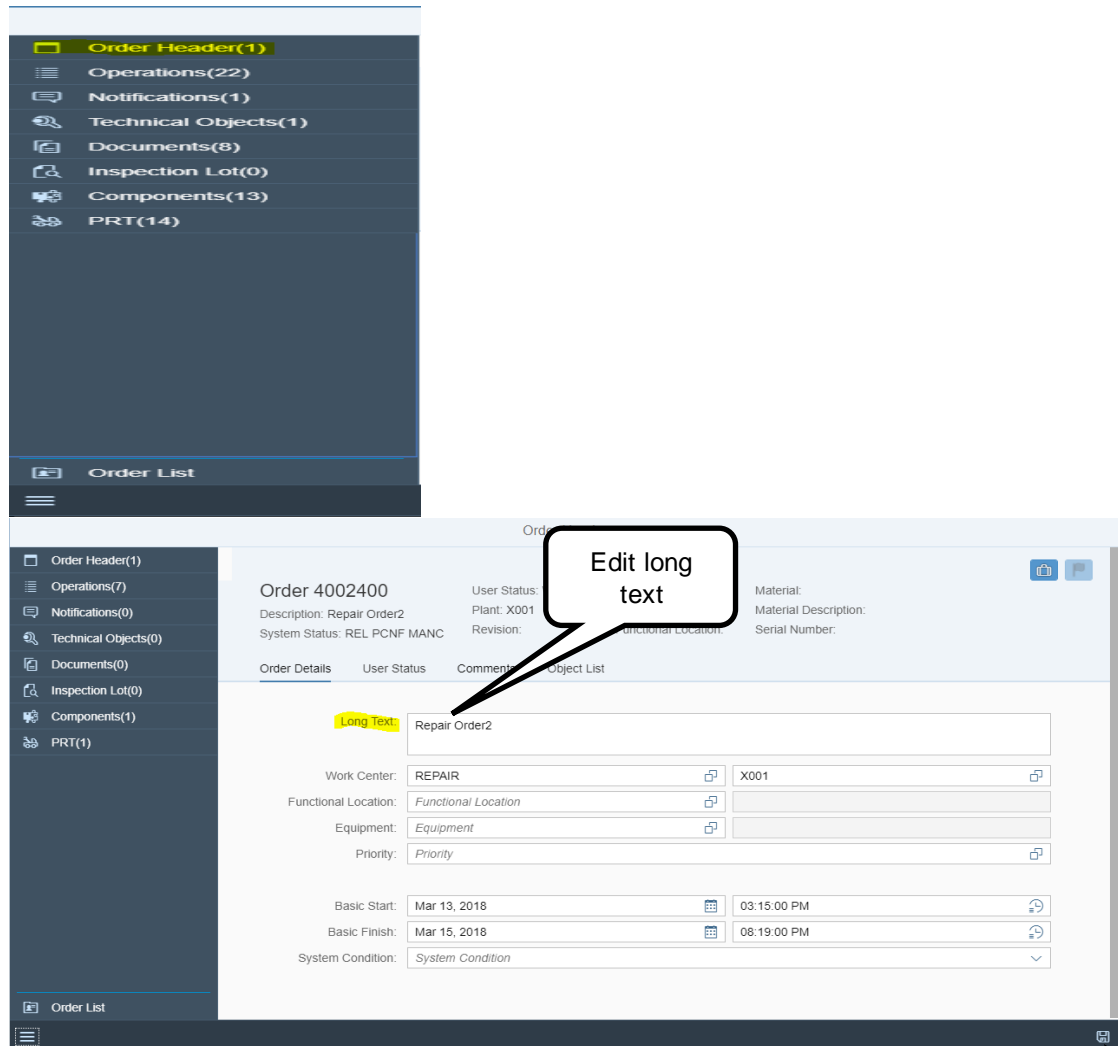 Order Header(1)
Operations(22)
Notifications(1)
Technical Objects(1)
Documents(8)
Inspection Lot(0)
Components(13)
PRT(14)
Order List
Edit long
text
Order Header(1)
Operations(7)
Notifications(0)
Technical Objects(0)
Documents(0)
Inspection Lot(0)
Components(1)
PRT(1)
Order List
Order 4002400
Description: Repair Order2
System Status: REL PCNF MANC
User Status:
Plant: X001
Revision:
Functional Location:
Material:
Material Description:
Serial Number:
Order Details User Status Comments Object List
Long Text: Repair Order2
Work Center: REPAIR X001
Functional Location: Functional Location
Equipment: Equipment
Priority: Priority
Basic Start: Mar 13, 2018 03:15:00 PM
Basic Finish: Mar 15, 2018 08:19:00 PM
System Condition: System Condition